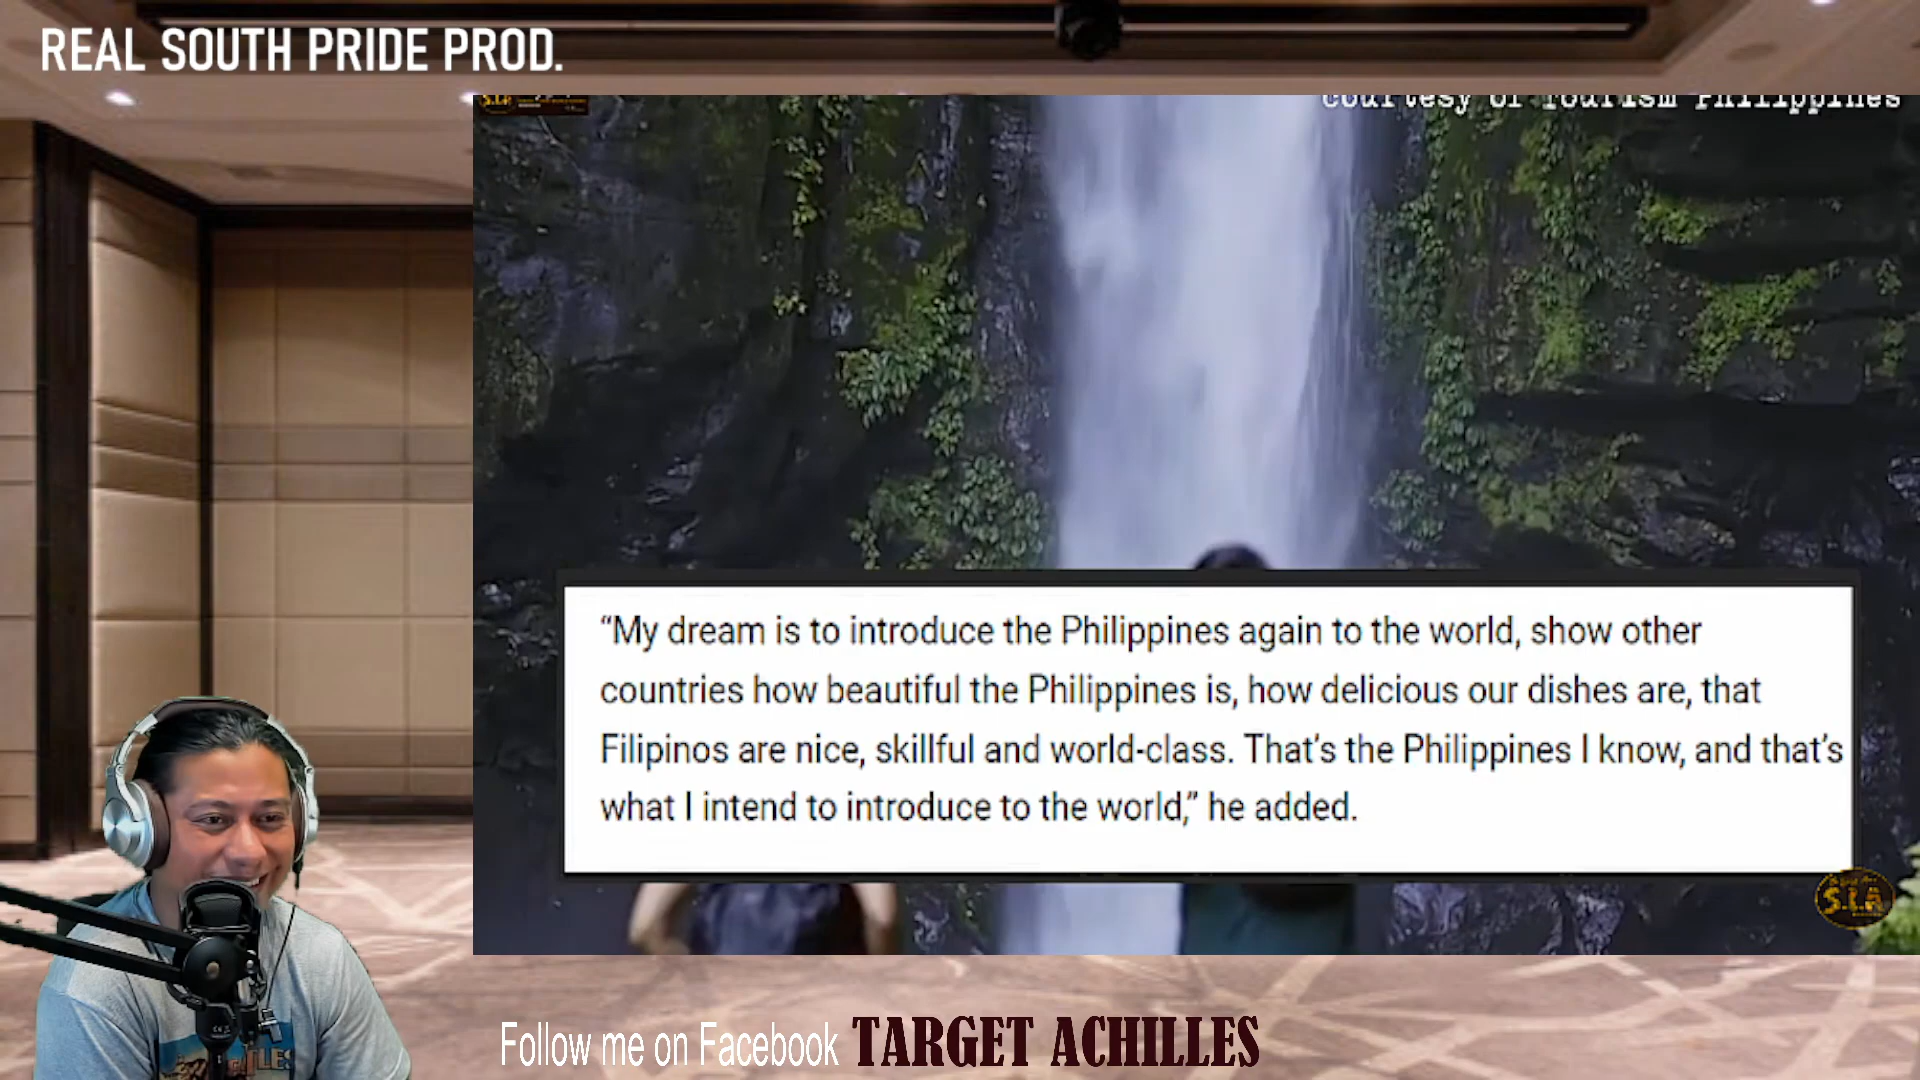 REAL SOUTH PRIDE PROD.
S.I.A
courtesy of Tourism Philippines
“My dream is to introduce the Philippines again to the world, show other
countries how beautiful the Philippines is, how delicious our dishes are, that
Filipinos are nice, skillful and world-class. That’s the Philippines I know, and that’s
what I intend to introduce to the world,” he added.
S.I.A
Follow me on Facebook TARGET ACHILLES